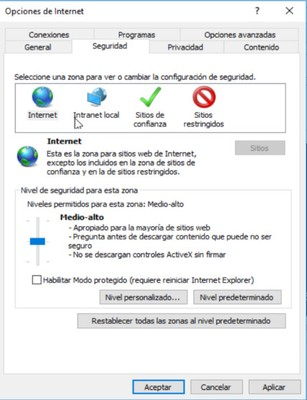 Opciones de Internet
Conexiones Programas Opciones avanzadas
General Seguridad Privacidad Contenido
Seleccione una zona para ver o cambiar la configuración de seguridad.
Internet Intranet local Sitios de confianza Sitios restringidos
Internet
Sitios
Esta es la zona para sitios web de Internet,
excepto los incluidos en la zona de sitios de
confianza y en la de sitios restringidos.
Nivel de seguridad para esta zona
Niveles permitidos para esta zona: Medio-alto
Medio-alto
- Apropiado para la mayoría de sitios web
- Pregunta antes de descargar contenido que puede no ser
seguro
- No se descargan controles ActiveX sin firmar
Habilitar Modo protegido (requiere reiniciar Internet Explorer)
Nivel personalizado... Nivel predeterminado
Restablecer todas las zonas al nivel predeterminado
Aceptar Cancelar Aplicar